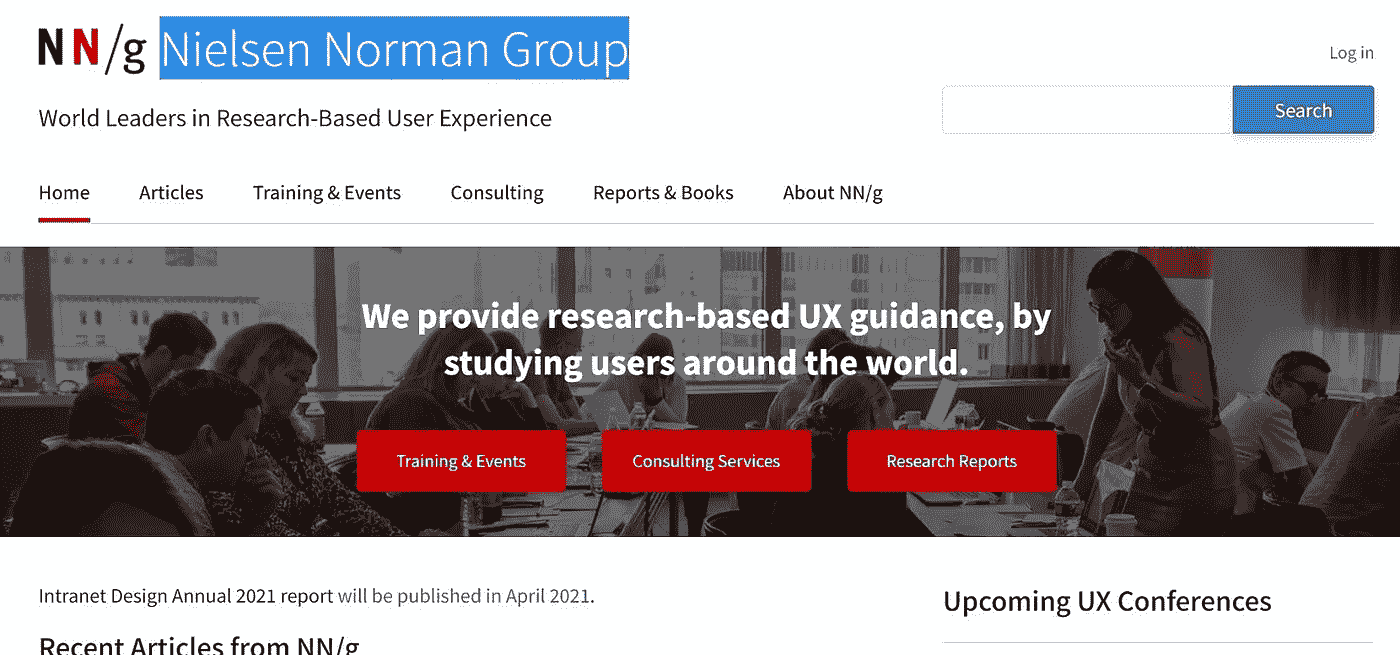 NN/g Nielsen Norman Group
Log in
World Leaders in Research-Based User Experience
Search
Home Articles Training & Events Consulting Reports & Books About NN/g
We provide research-based UX guidance, by
studying users around the world.
Training & Events Consulting Services Research Reports
Intranet Design Annual 2021 report will be published in April 2021.
Upcoming UX Conferences
Recent Articles from NN/g